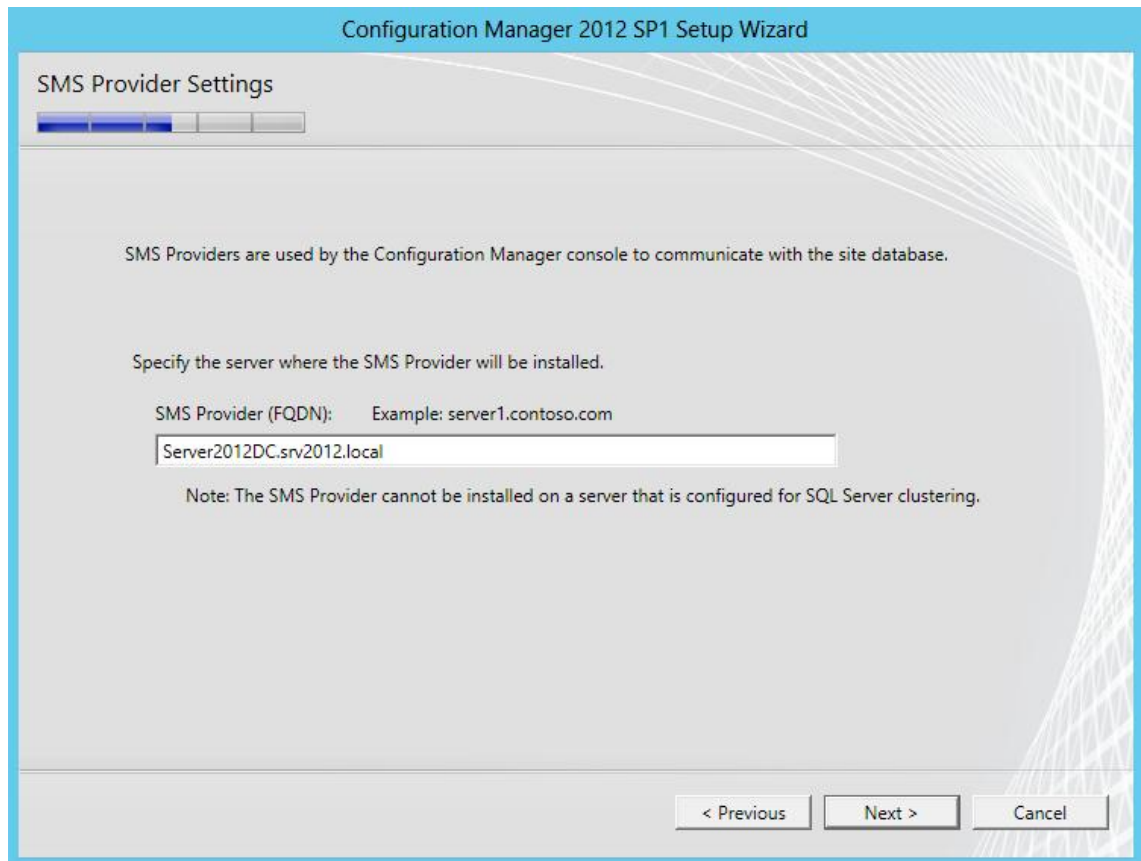 Configuration Manager 2012 SP1 Setup Wizard
SMS Provider Settings
SMS Providers are used by the Configuration Manager console to communicate with the site database.
Specify the server where the SMS Provider will be installed.
SMS Provider (FQDN): Example: server1.contoso.com
Server2012DC.srv2012.local
Note: The SMS Provider cannot be installed on a server that is configured for SQL Server clustering.
< Previous Next > Cancel